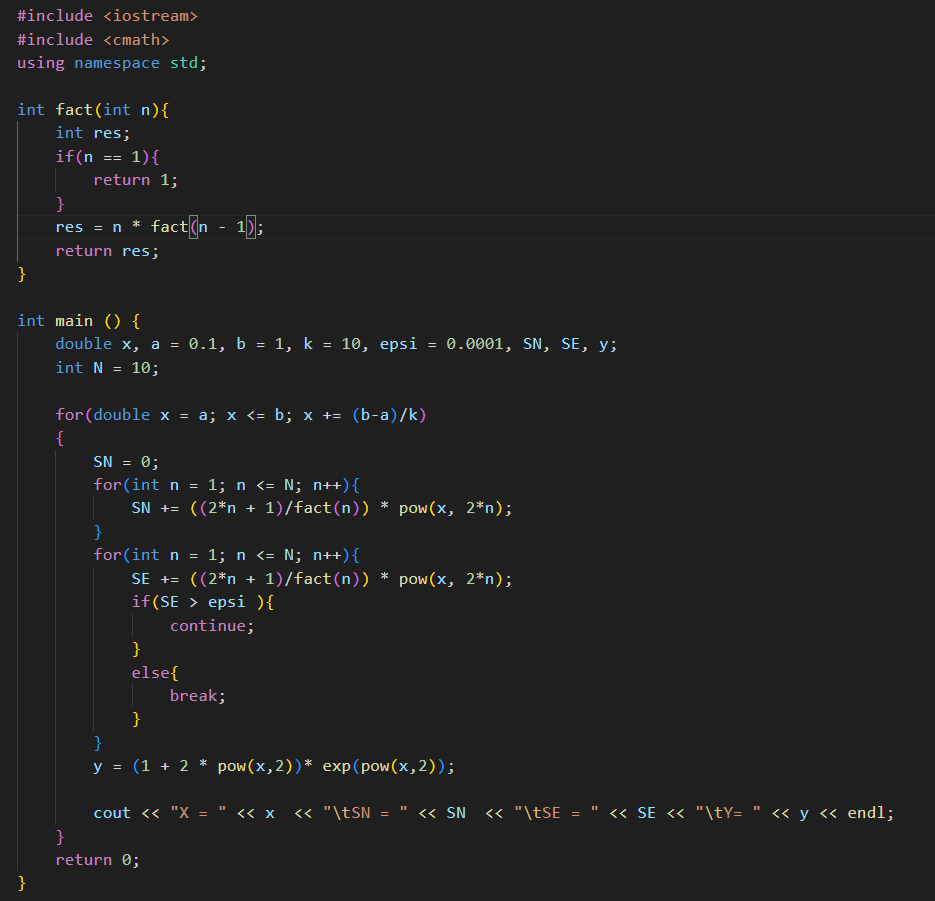 #include <iostream>
#include <cmath>
using namespace std;

int fact(int n){
    int res;
    if(n == 1){
        return 1;
    }
    res = n * fact(n - 1);
    return res;
}

int main () {
    double x, a = 0.1, b = 1, k = 10, epsi = 0.0001, SN, SE, y;
    int N = 10;

    for(double x = a; x <= b; x += (b-a)/k)
    {
        SN = 0;
        for(int n = 1; n <= N; n++){
            SN += ((2*n + 1)/fact(n)) * pow(x, 2*n);
        }
        for(int n = 1; n <= N; n++){
            SE += ((2*n + 1)/fact(n)) * pow(x, 2*n);
            if(SE > epsi ){
                continue;
            }
            else{
                break;
            }
        }
        y = (1 + 2 * pow(x,2))* exp(pow(x,2));

        cout << "X = " << x  << "\tSN = " << SN  << "\tSE = " << SE << "\tY= " << y << endl;
    }
    return 0;
}